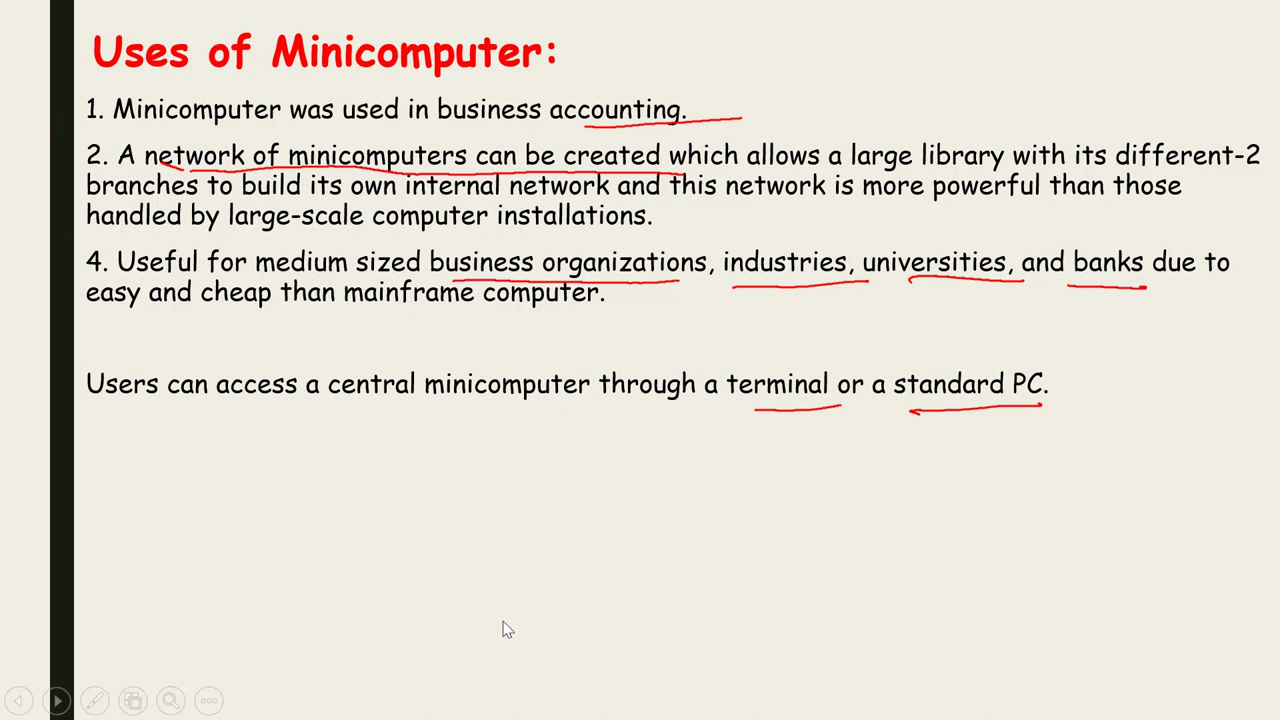 Uses of Minicomputer:
1. Minicomputer was used in business accounting.
2. A network of minicomputers can be created which allows a large library with its different-2
branches to build its own internal network and this network is more powerful than those
handled by large-scale computer installations.
4. Useful for medium sized business organizations, industries, universities, and banks due to
easy and cheap than mainframe computer.
Users can access a central minicomputer through a terminal or a standard PC.